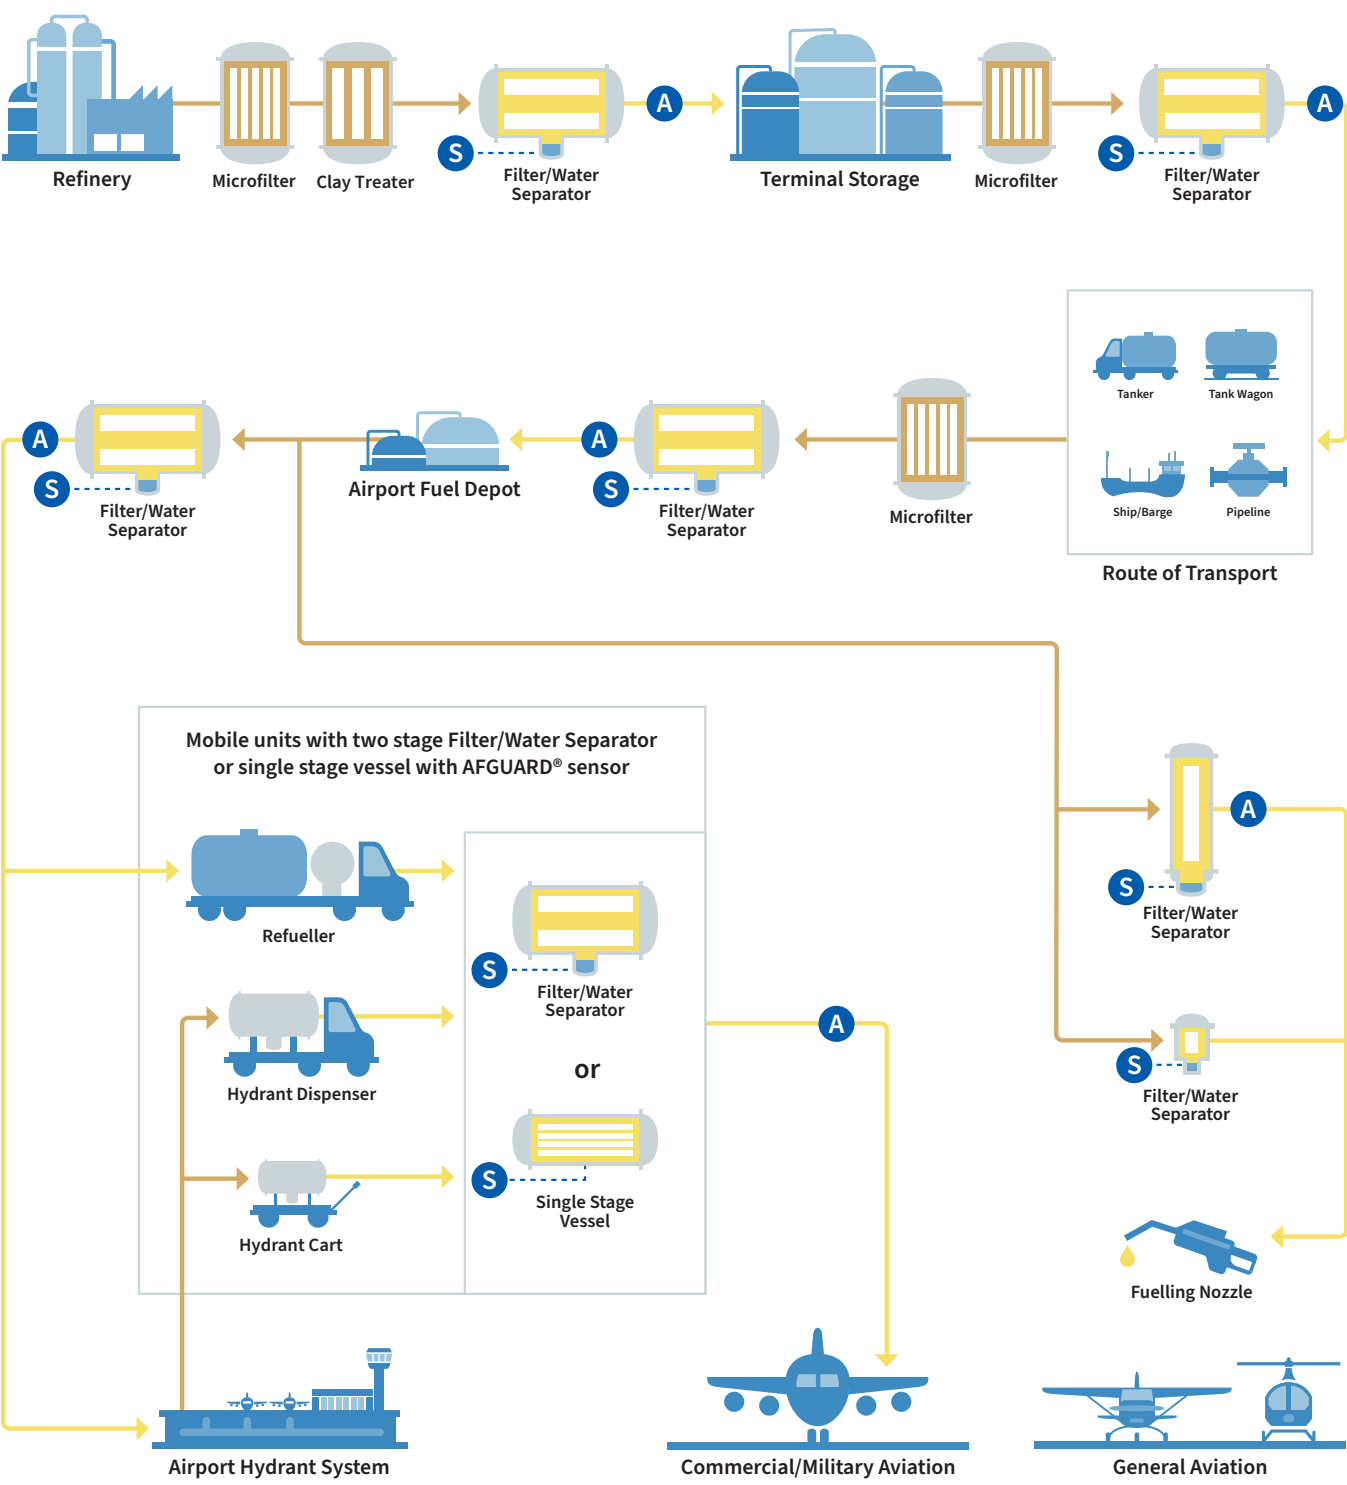 A
A
S
S
Refinery
Microfilter
Clay Treater
Filter/Water
Separator
Terminal Storage
Microfilter
Filter/Water
Separator
Tanker
Tank Wagon
Ship/Barge
Pipeline
Route of Transport
A
S
Filter/Water
Separator
Airport Fuel Depot
A
S
Filter/Water
Separator
Microfilter
Mobile units with two stage Filter/Water Separator
or single stage vessel with AFGUARD® sensor
Refueller
Hydrant Dispenser
Hydrant Cart
S
Filter/Water
Separator
or
S
Single Stage
Vessel
A
A
S
Filter/Water
Separator
S
Filter/Water
Separator
Fuelling Nozzle
Airport Hydrant System
Commercial/Military Aviation
General Aviation